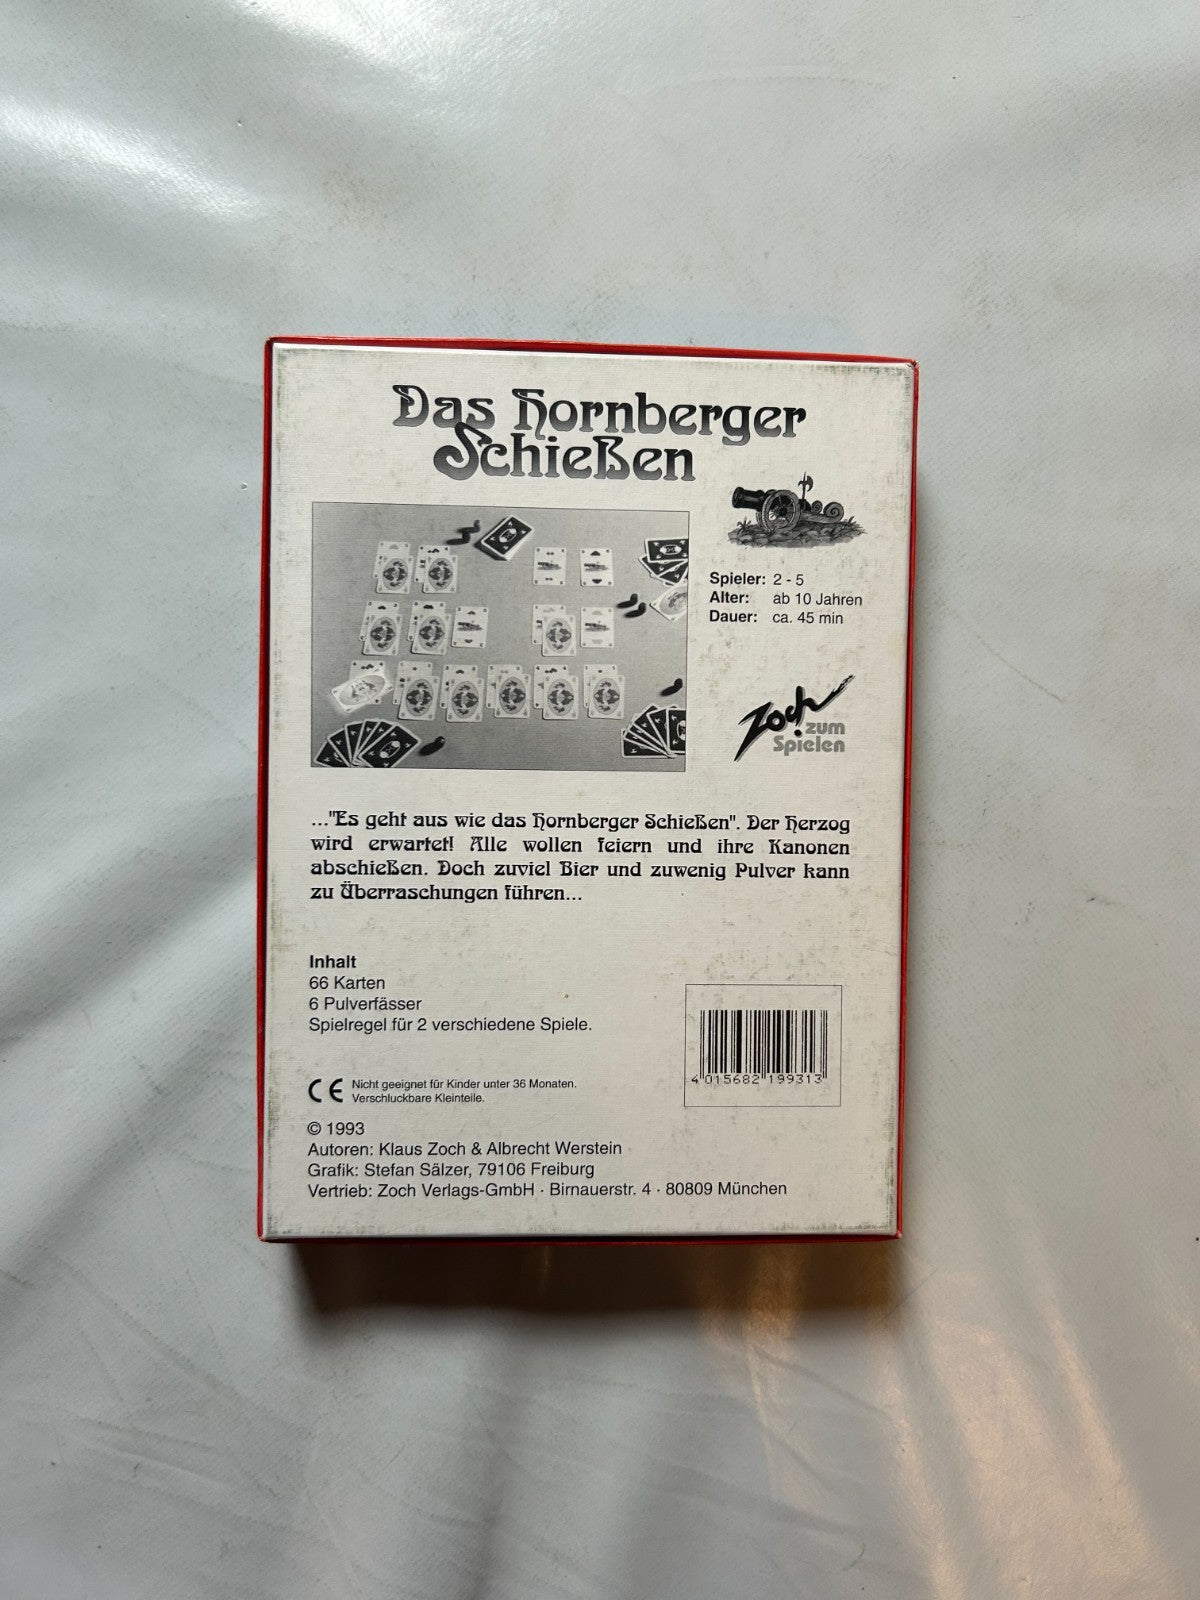 Das Hornberger
Schießen
Spieler: 2 - 5
Alter: ab 10 Jahren
Dauer: ca. 45 min
Zoch
zum
Spielen
..."Es geht aus wie das Hornberger Schießen". Der Herzog
wird erwartet! Alle wollen feiern und ihre Kanonen
abschießen. Doch zuviel Bier und zuwenig Pulver kann
zu Überraschungen führen...
Inhalt
66 Karten
6 Pulverfässer
Spielregel für 2 verschiedene Spiele.
4 015682 199313
CE Nicht geeignet für Kinder unter 36 Monaten.
Verschluckbare Kleinteile.
© 1993
Autoren: Klaus Zoch & Albrecht Werstein
Grafik: Stefan Sälzer, 79106 Freiburg
Vertrieb: Zoch Verlags-GmbH · Birnauerstr. 4 · 80809 München